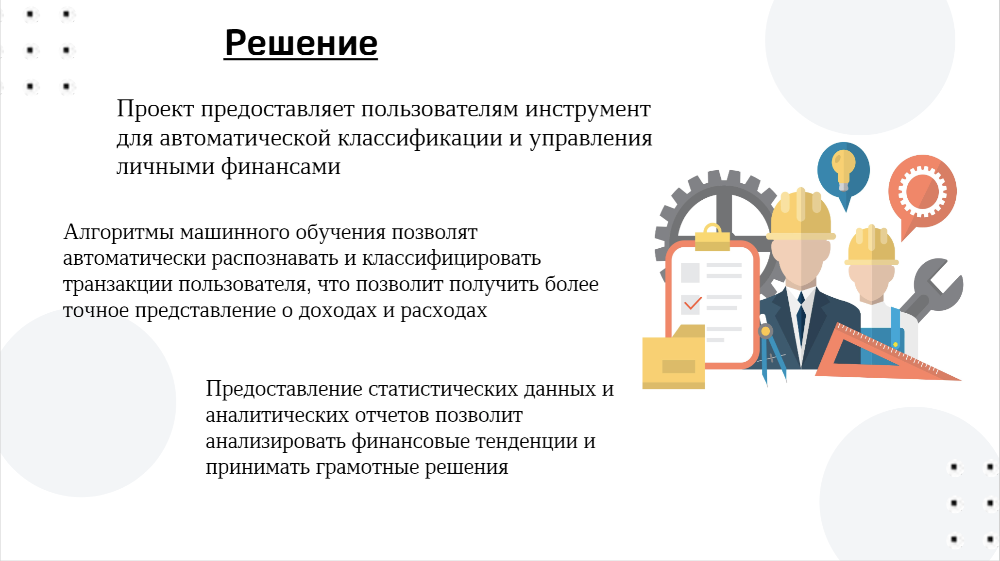 Решение
Проект предоставляет пользователям инструмент
для автоматической классификации и управления
личными финансами
Алгоритмы машинного обучения позволят
автоматически распознавать и классифицировать
транзакции пользователя, что позволит получить более
точное представление о доходах и расходах
Предоставление статистических данных и
аналитических отчетов позволит
анализировать финансовые тенденции и
принимать грамотные решения